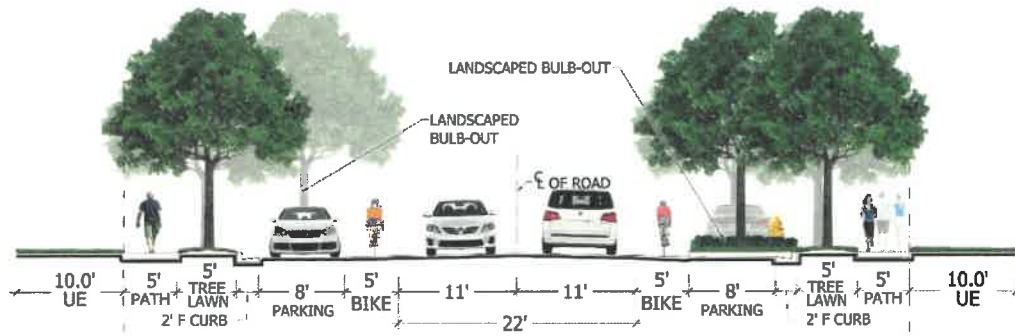 LANDSCAPED BULB-OUT
LANDSCAPED
BULB-OUT
℄ OF ROAD
10.0'
UE
5'
PATH
5'
TREE
LAWN
2' F CURB
8'
PARKING
5'
BIKE
11'
11'
22'
5'
BIKE
8'
PARKING
5'
TREE
LAWN
2' F CURB
5'
PATH
10.0'
UE